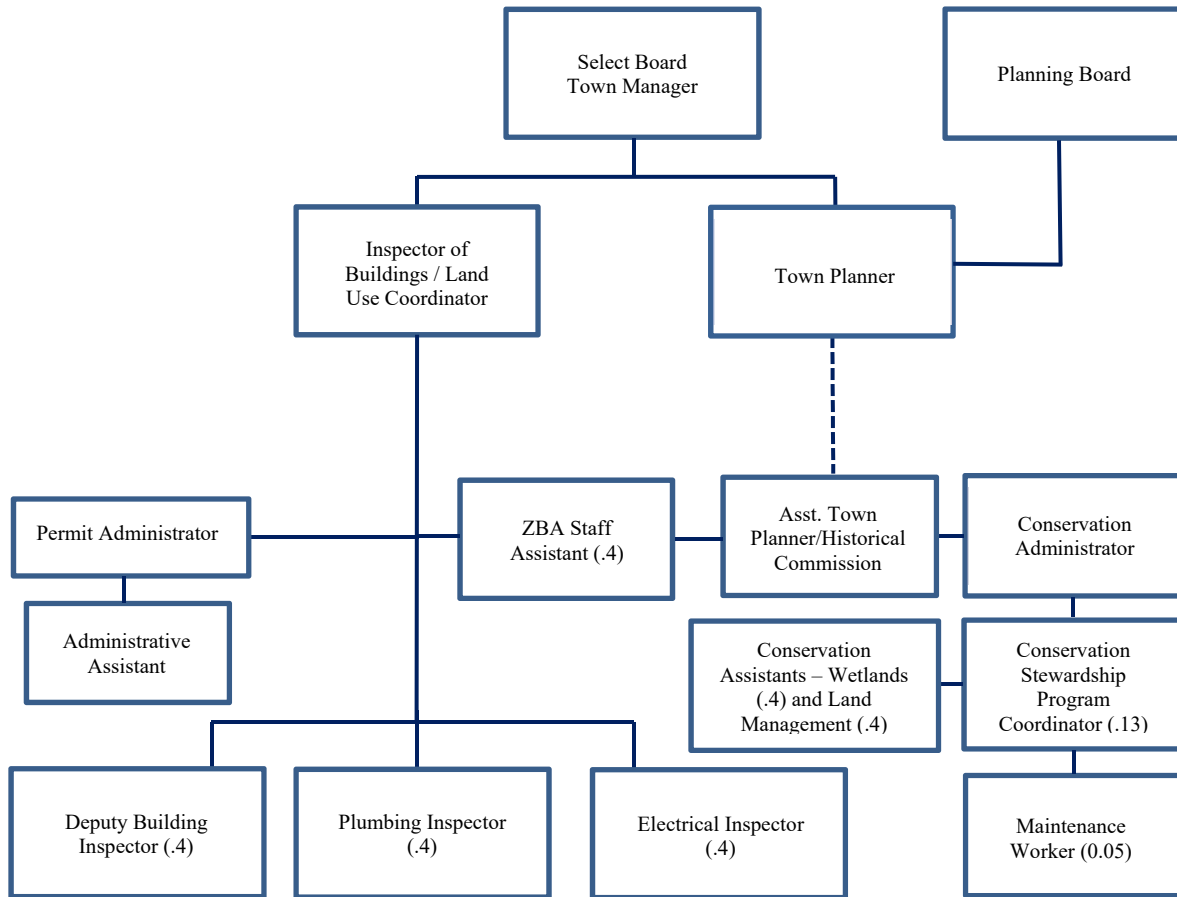 Select Board
Town Manager
Planning Board
Inspector of
Buildings / Land
Use Coordinator
Town Planner
Permit Administrator
ZBA Staff
Assistant (.4)
Asst. Town
Planner/Historical
Commission
Conservation
Administrator
Administrative
Assistant
Conservation
Assistants – Wetlands
(.4) and Land
Management (.4)
Conservation
Stewardship
Program
Coordinator (.13)
Deputy Building
Inspector (.4)
Plumbing Inspector
(.4)
Electrical Inspector
(.4)
Maintenance
Worker (0.05)